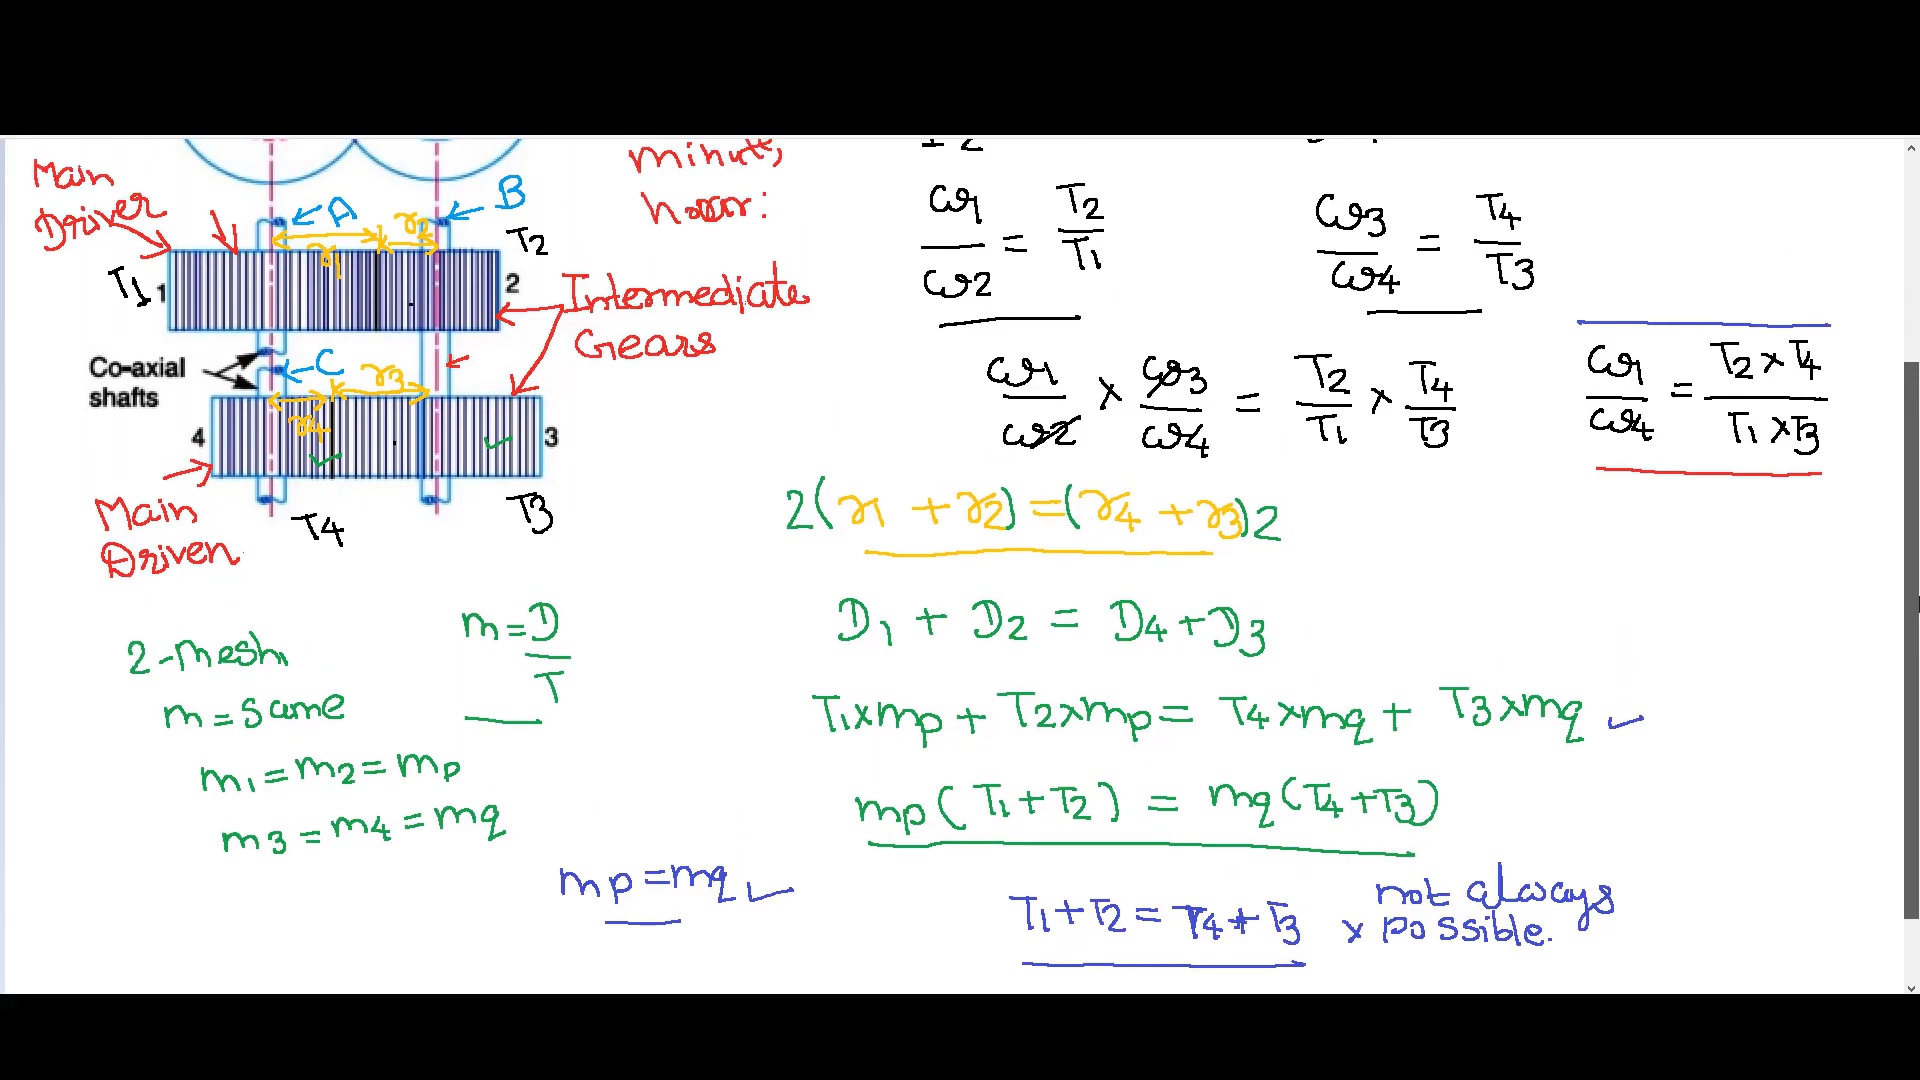 Main
Driver
minute,
hour:
A
B
r1
r2
T1
1
T2
2
Intermediate
Gears
Co-axial
shafts
C
r4
r3
4
3
Main
Driven
T4
T3
ω1/ω2 = T2/T1
ω3/ω4 = T4/T3
ω1/ω2 × ω3/ω4 = T2/T1 × T4/T3
ω1/ω4 = T2 × T4/T1 × T3
2(r1 + r2) = (r4 + r3)2
D1 + D2 = D4 + D3
T1×mp + T2×mp = T4×mq + T3×mq
mp(T1+T2) = mq(T4+T3)
T1+T2 = T4+T3 × not always
possible.
2-mesh
m = D/T
m = same
m1 = m2 = mp
m3 = m4 = mq
mp = mq